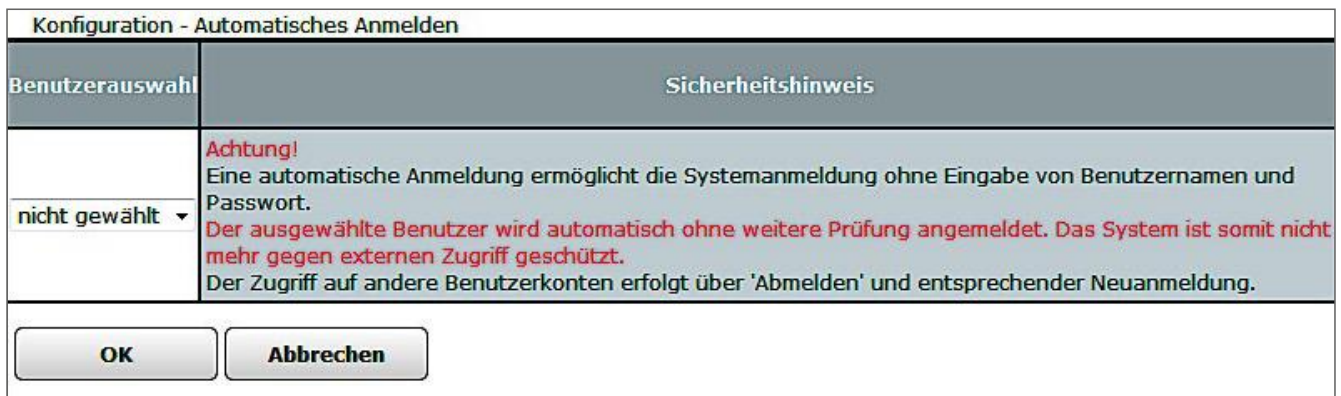 Konfiguration - Automatisches Anmelden
Benutzerauswahl
Sicherheitshinweis
nicht gewählt
Achtung!
Eine automatische Anmeldung ermöglicht die Systemanmeldung ohne Eingabe von Benutzernamen und
Passwort.
Der ausgewählte Benutzer wird automatisch ohne weitere Prüfung angemeldet. Das System ist somit nicht
mehr gegen externen Zugriff geschützt.
Der Zugriff auf andere Benutzerkonten erfolgt über 'Abmelden' und entsprechender Neuanmeldung.
OK
Abbrechen